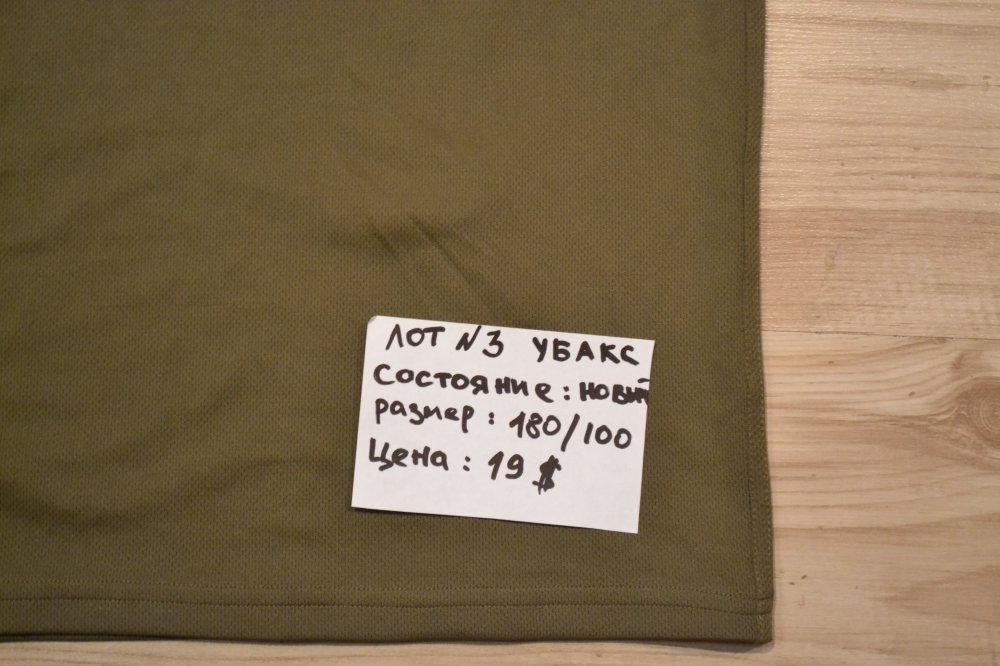 ЛОТ N3 УБАКС
состояние: новый
размер: 180/100
Цена: 19 $